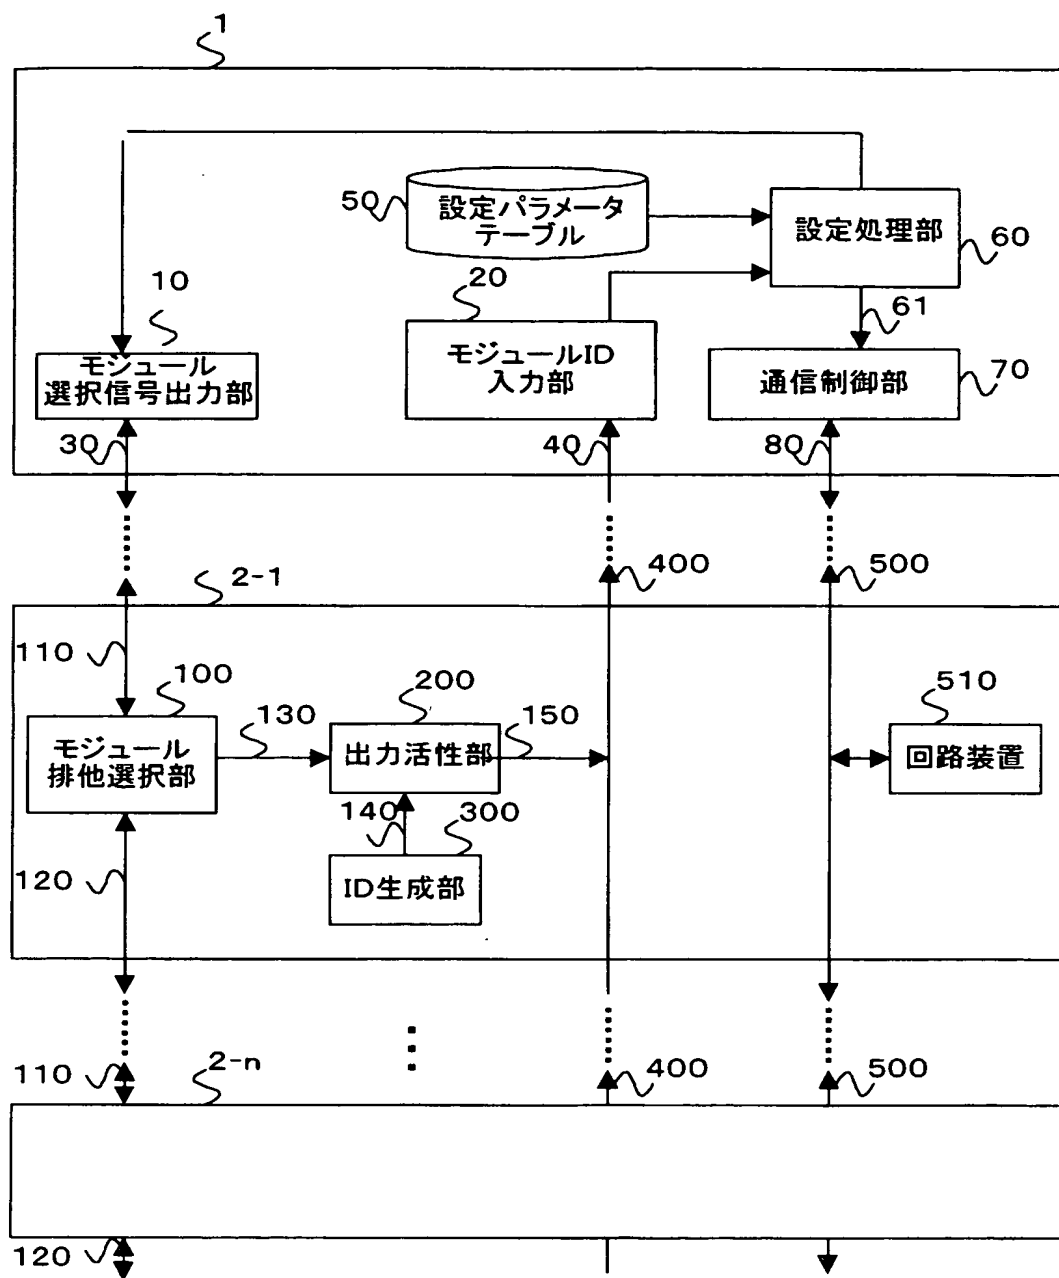 1
50
設定パラメータ
テーブル
設定処理部
60
10
20
61
モジュール
選択信号出力部
モジュールID
入力部
通信制御部
70
30
40
80
400
500
2-1
110
100
200
510
130
150
モジュール
排他選択部
出力活性部
回路装置
140
300
120
ID生成部
110
2-n
400
500
120